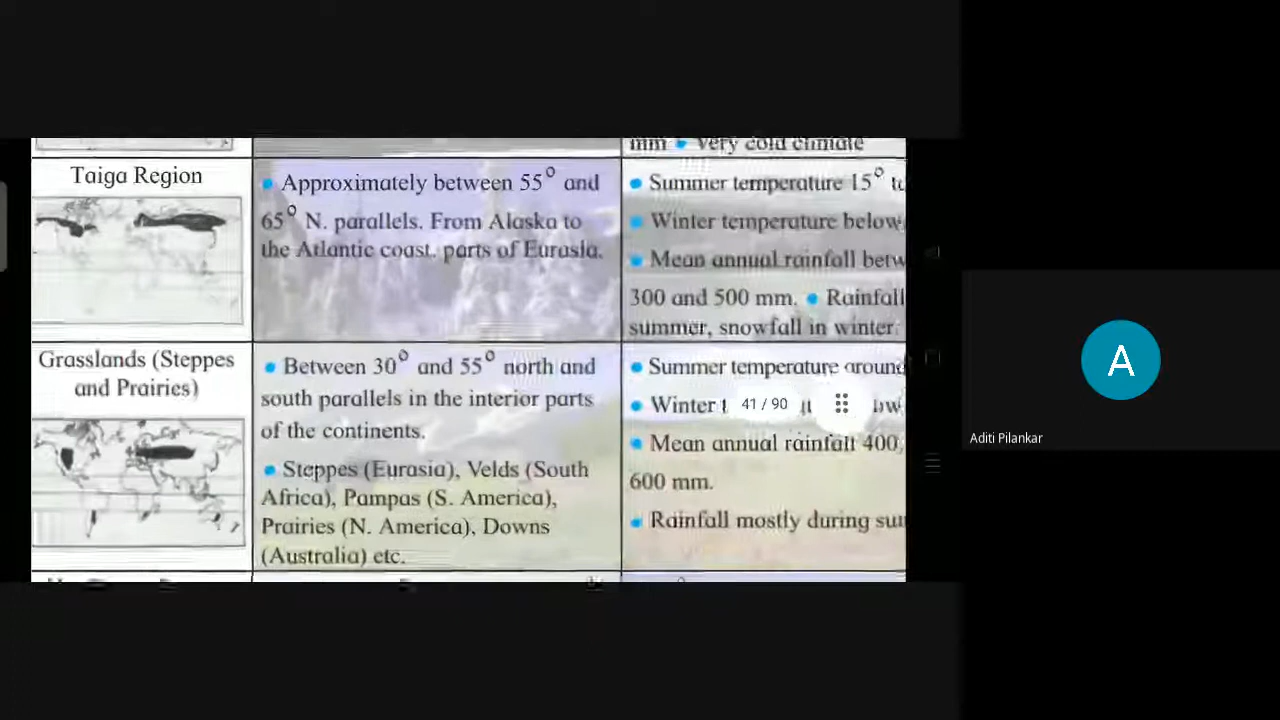 mm • Very cold climate
Taiga Region
• Approximately between 55° and
65° N. parallels. From Alaska to
the Atlantic coast, parts of Eurasia.
• Summer temperature 15° to
• Winter temperature below
• Mean annual rainfall betw
300 and 500 mm. • Rainfall
summer, snowfall in winter.
Grasslands (Steppes
and Prairies)
• Between 30° and 55° north and
south parallels in the interior parts
of the continents.
• Steppes (Eurasia), Velds (South
Africa), Pampas (S. America),
Prairies (N. America), Downs
(Australia) etc.
• Summer temperature around
• Winter
41 / 90
• Mean annual rainfall 400
600 mm.
• Rainfall mostly during
A
Aditi Pilankar